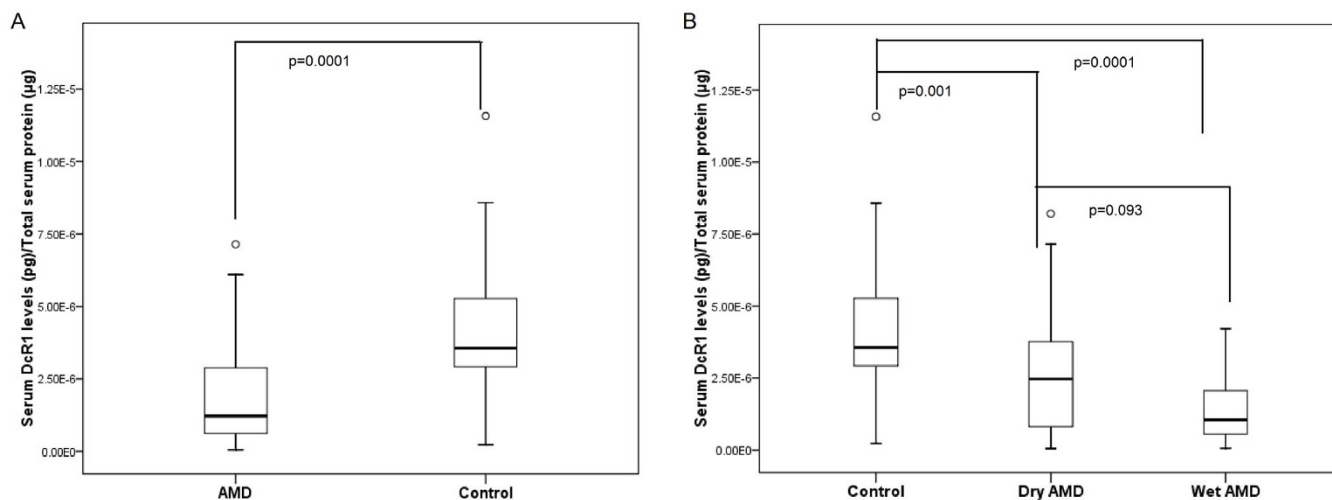 A
Serum DcR1 levels (pg)/Total serum protein (µg)
1.25E-5
1.00E-5
7.50E-6
5.00E-6
2.50E-6
0.00E0
p=0.0001
AMD
Control
B
Serum DcR1 levels (pg)/Total serum protein (µg)
1.25E-5
1.00E-5
7.50E-6
5.00E-6
2.50E-6
0.00E0
p=0.0001
p=0.001
p=0.093
Control
Dry AMD
Wet AMD